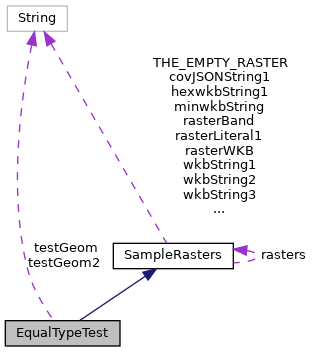 String
THE_EMPTY_RASTER
covJSONString1
hexwkbString1
minwkbString
rasterBand
rasterLiteral1
rasterWKB
wkbString1
wkbString2
wkbString3
...
testGeom
testGeom2
SampleRasters
rasters
EqualTypeTest